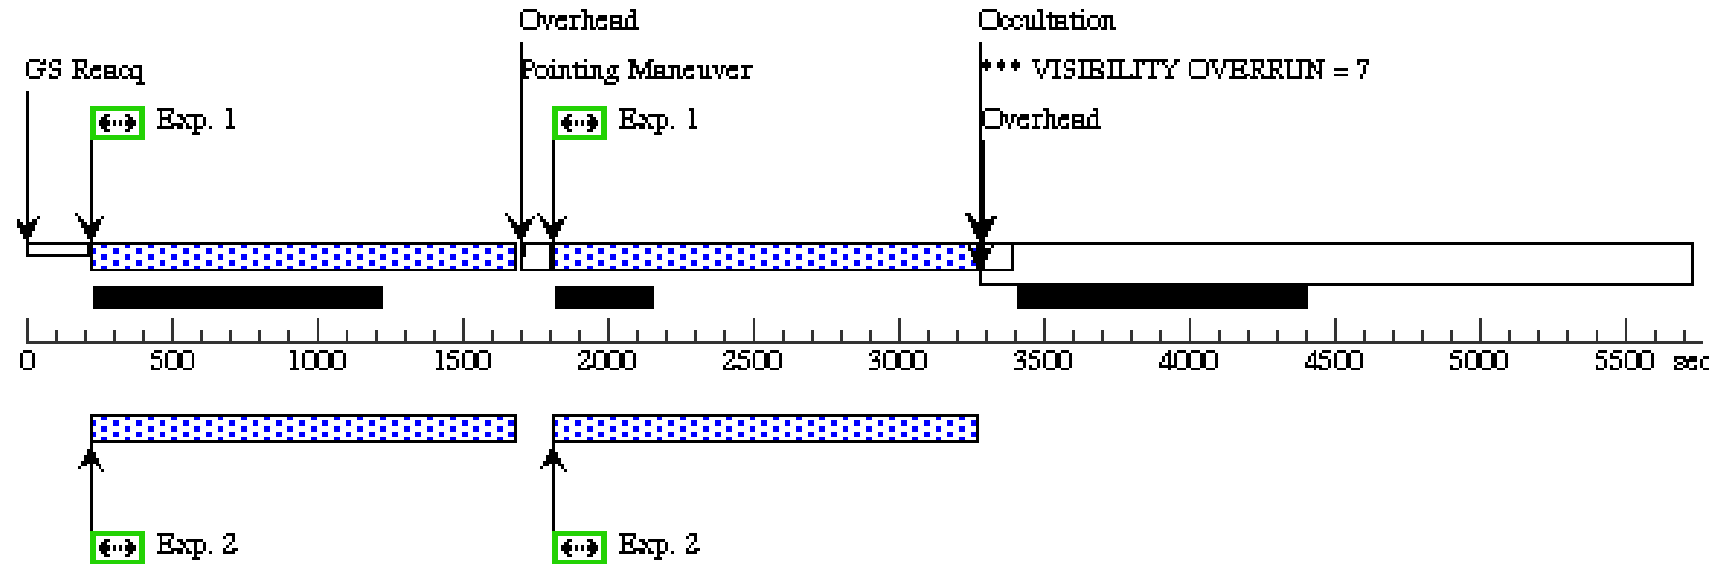 Overhead
Occultation
GS Reacq
Pointing Maneuver
*** VISIBILITY OVERRUN = 7
Exp. 1
Exp. 1
Overhead
0 500 1000 1500 2000 2500 3000 3500 4000 4500 5000 5500 sec
Exp. 2
Exp. 2